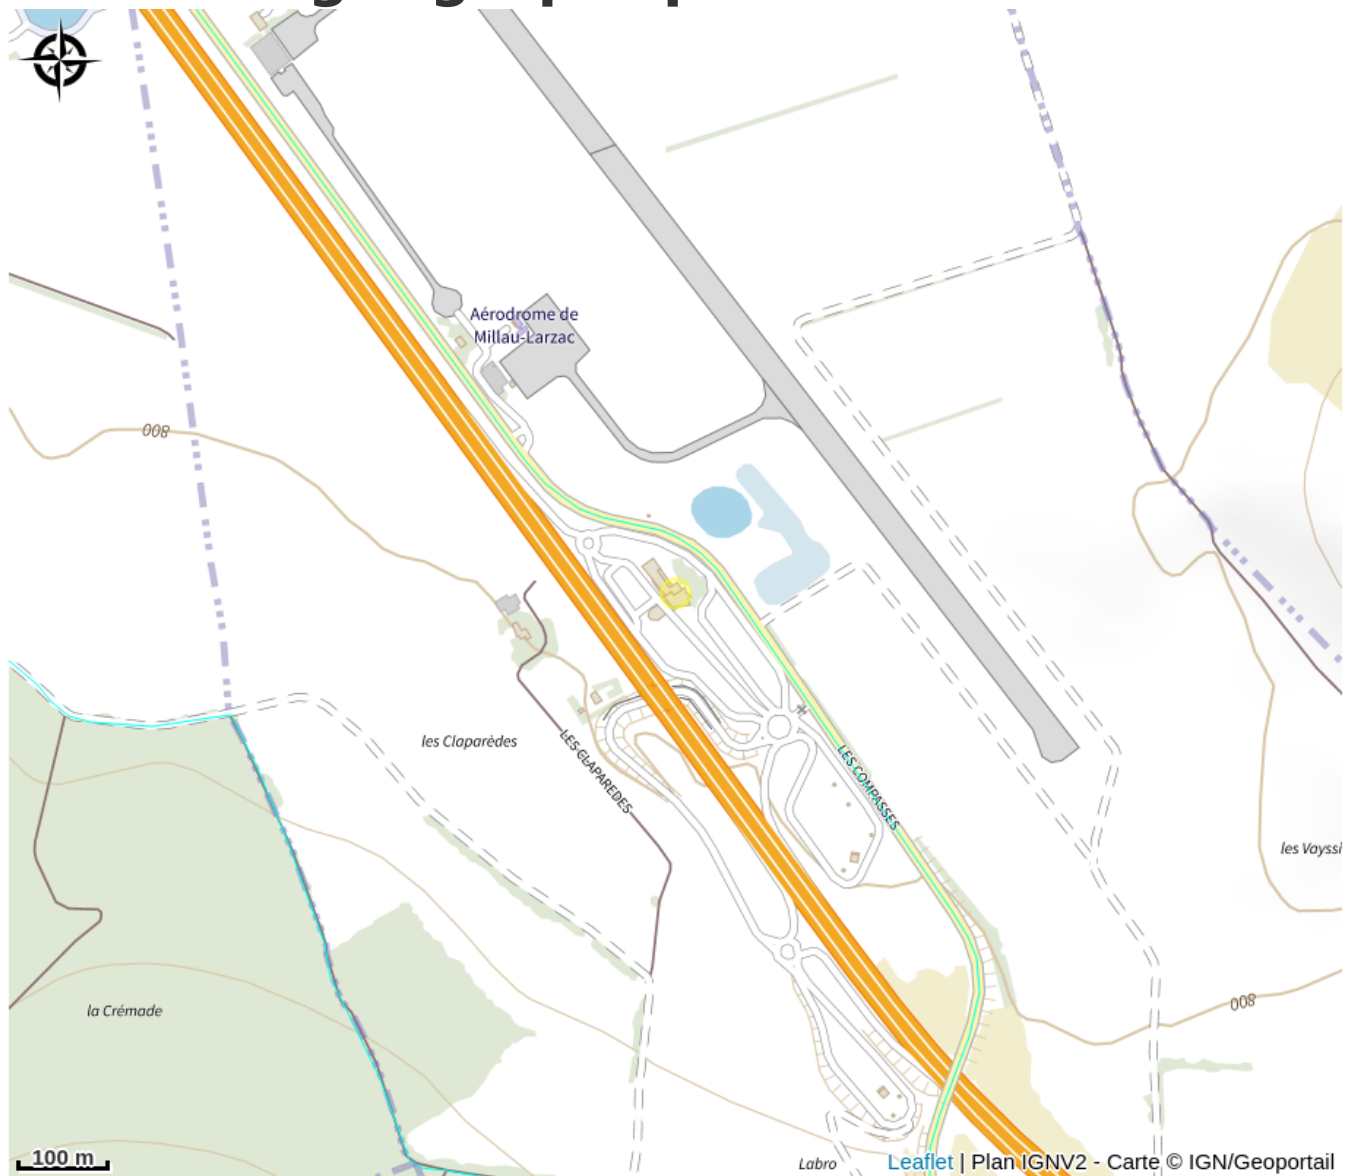 Aérodrome de
Millau-Larzac
008
les Claparèdes
LES CLAPAREDES
LES COMPASSES
les Vayssi
la Crémade
008
Labro
100 m
Leaflet | Plan IGNV2 - Carte © IGN/Geoportail